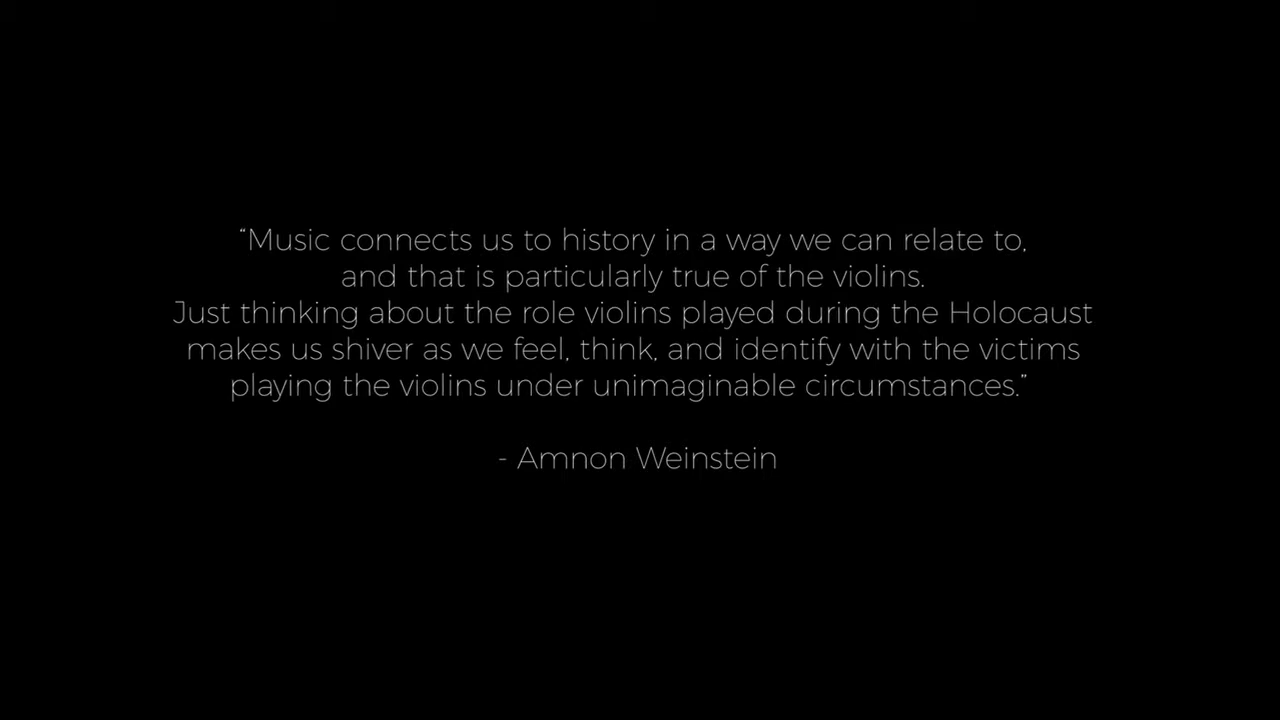 “Music connects us to history in a way we can relate to,
and that is particularly true of the violins.
Just thinking about the role violins played during the Holocaust
makes us shiver as we feel, think, and identify with the victims
playing the violins under unimaginable circumstances.”
- Amnon Weinstein